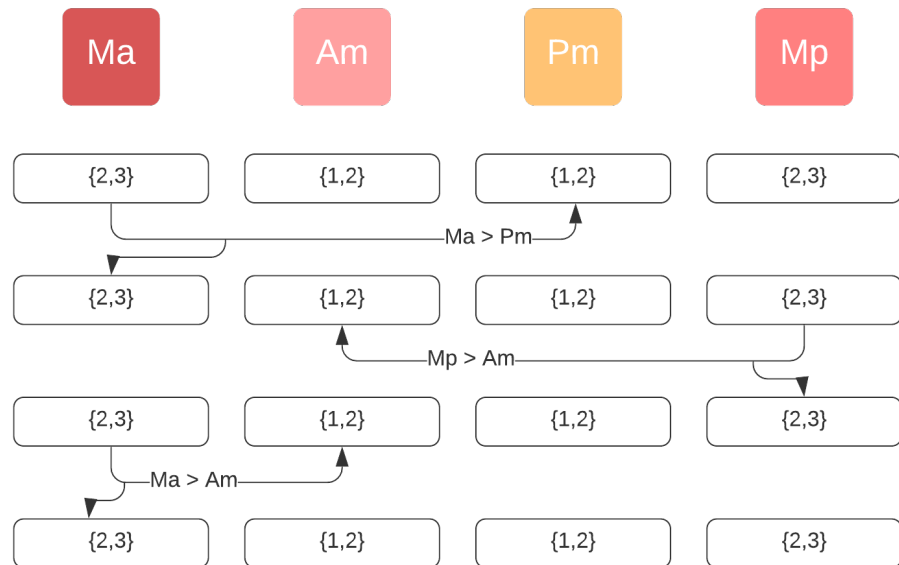 Ma Am Pm Mp
{2,3} {1,2} {1,2} {2,3}
Ma > Pm
{2,3} {1,2} {1,2} {2,3}
Mp > Am
{2,3} {1,2} {1,2} {2,3}
Ma > Am
{2,3} {1,2} {1,2} {2,3}